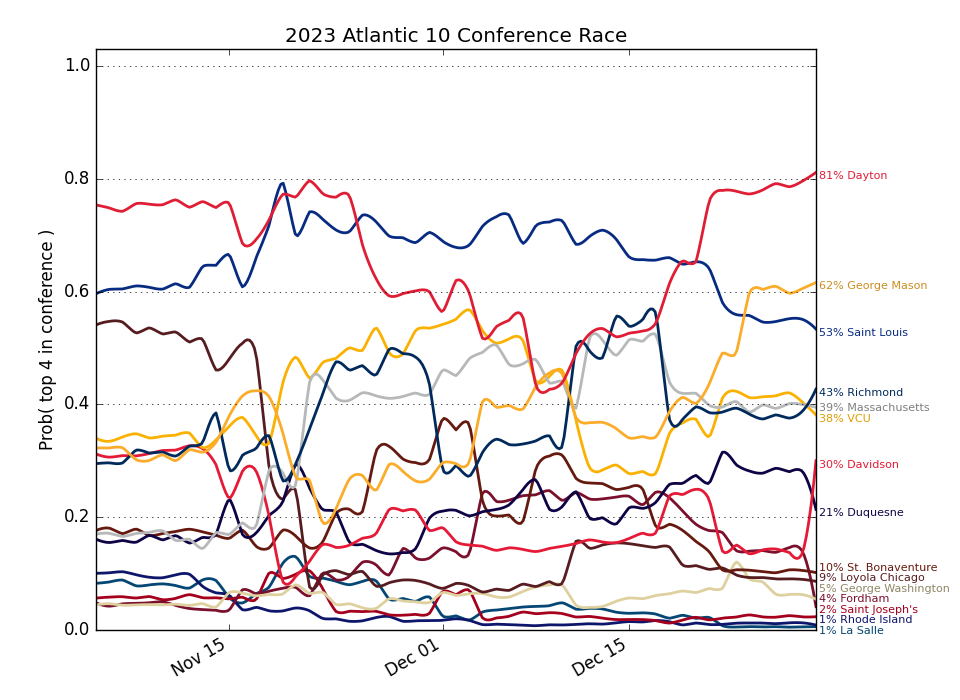 2023 Atlantic 10 Conference Race
Prob( top 4 in conference )
1.0
0.8
0.6
0.4
0.2
0.0
Nov 15
Dec 01
Dec 15
81% Dayton
62% George Mason
53% Saint Louis
43% Richmond
39% Massachusetts
38% VCU
30% Davidson
21% Duquesne
10% St. Bonaventure
9% Loyola Chicago
5% George Washington
4% Fordham
2% Saint Joseph's
1% Rhode Island
1% La Salle